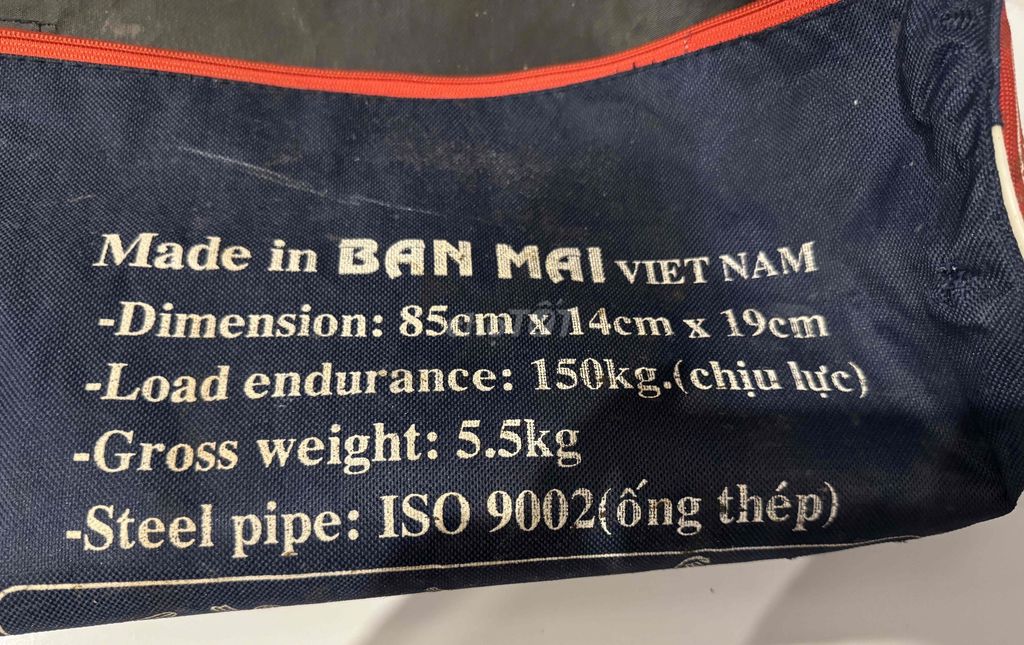 Made in BAN MAI VIET NAM
-Dimension: 85cm x 14cm x 19cm
-Load endurance: 150kg.(chịu lực)
-Gross weight: 5.5kg
-Steel pipe: ISO 9002(ống thép)